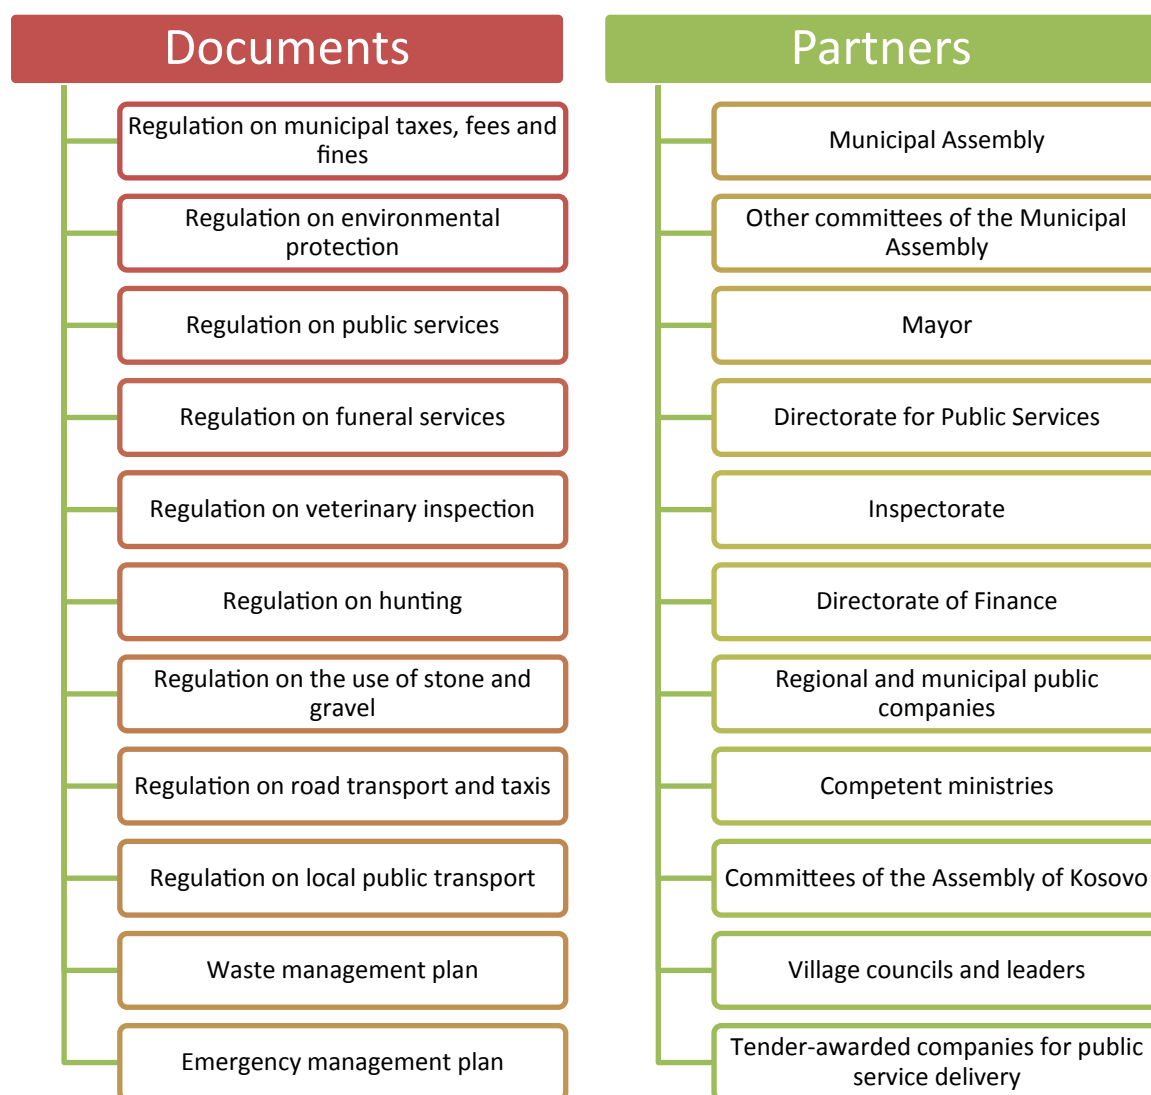 Documents
Regulation on municipal taxes, fees and
fines
Regulation on environmental
protection
Regulation on public services
Regulation on funeral services
Regulation on veterinary inspection
Regulation on hunting
Regulation on the use of stone and
gravel
Regulation on road transport and taxis
Regulation on local public transport
Waste management plan
Emergency management plan
Partners
Municipal Assembly
Other committees of the Municipal
Assembly
Mayor
Directorate for Public Services
Inspectorate
Directorate of Finance
Regional and municipal public
companies
Competent ministries
Committees of the Assembly of Kosovo
Village councils and leaders
Tender-awarded companies for public
service delivery